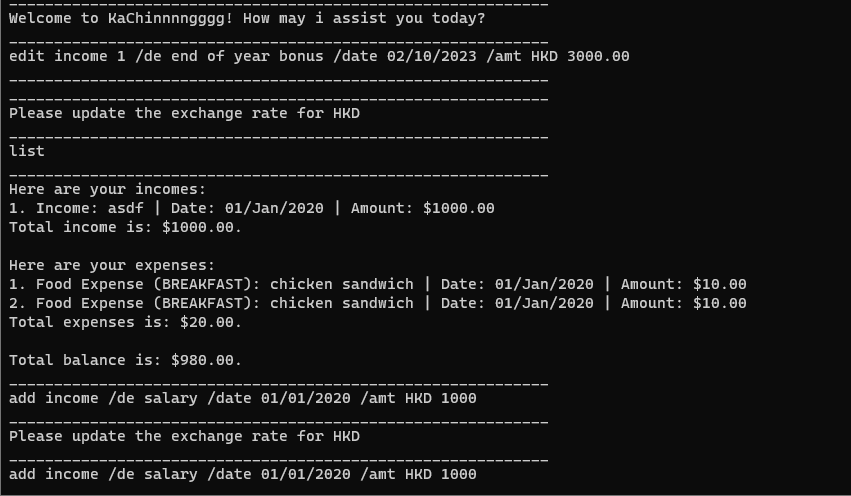 ____________________________________________________________
Welcome to KaChinnnngggg! How may i assist you today?
____________________________________________________________
edit income 1 /de end of year bonus /date 02/10/2023 /amt HKD 3000.00
____________________________________________________________
____________________________________________________________
Please update the exchange rate for HKD
____________________________________________________________
list
____________________________________________________________
Here are your incomes:
1. Income: asdf | Date: 01/Jan/2020 | Amount: $1000.00
Total income is: $1000.00.

Here are your expenses:
1. Food Expense (BREAKFAST): chicken sandwich | Date: 01/Jan/2020 | Amount: $10.00
2. Food Expense (BREAKFAST): chicken sandwich | Date: 01/Jan/2020 | Amount: $10.00
Total expenses is: $20.00.

Total balance is: $980.00.
____________________________________________________________
add income /de salary /date 01/01/2020 /amt HKD 1000
____________________________________________________________
Please update the exchange rate for HKD
____________________________________________________________
add income /de salary /date 01/01/2020 /amt HKD 1000